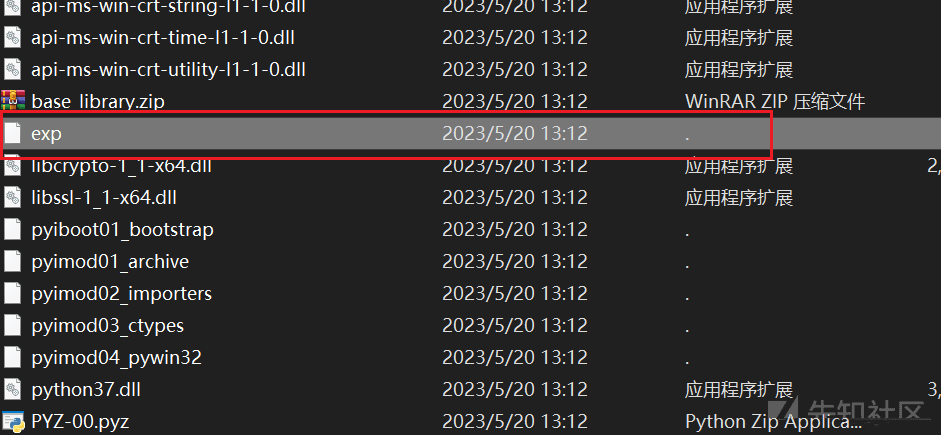 api-ms-win-crt-string-l1-1-0.dll 2023/5/20 13:12 应用程序扩展
api-ms-win-crt-time-l1-1-0.dll 2023/5/20 13:12 应用程序扩展
api-ms-win-crt-utility-l1-1-0.dll 2023/5/20 13:12 应用程序扩展
base_library.zip 2023/5/20 13:12 WinRAR ZIP 压缩文件
exp 2023/5/20 13:12 .
libcrypto-1_1-x64.dll 2023/5/20 13:12 应用程序扩展 2,
libssl-1_1-x64.dll 2023/5/20 13:12 应用程序扩展
pyiboot01_bootstrap 2023/5/20 13:12 .
pyimod01_archive 2023/5/20 13:12 .
pyimod02_importers 2023/5/20 13:12 .
pyimod03_ctypes 2023/5/20 13:12 .
pyimod04_pywin32 2023/5/20 13:12 .
python37.dll 2023/5/20 13:12 应用程序扩展 3,
PYZ-00.pyz 2023/5/20 13:12 Python Zip Applica...
先知社区